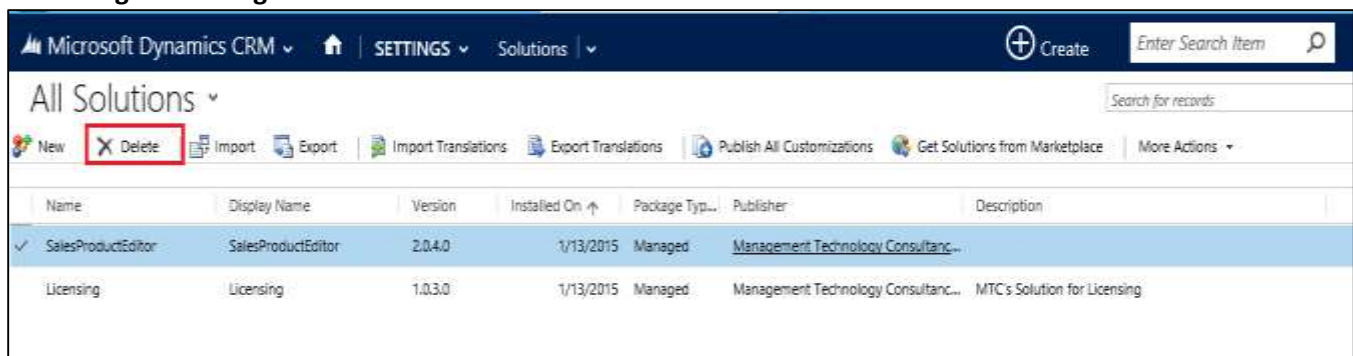 Microsoft Dynamics CRM SETTINGS Solutions Create Enter Search Item
All Solutions
Search for records
New Delete Import Export Import Translations Export Translations Publish All Customizations Get Solutions from Marketplace More Actions
Name Display Name Version Installed On Package Typ... Publisher Description
SalesProductEditor SalesProductEditor 2.0.4.0 1/13/2015 Managed Management Technology Consultanc...
Licensing Licensing 1.0.3.0 1/13/2015 Managed Management Technology Consultanc... MTC's Solution for Licensing